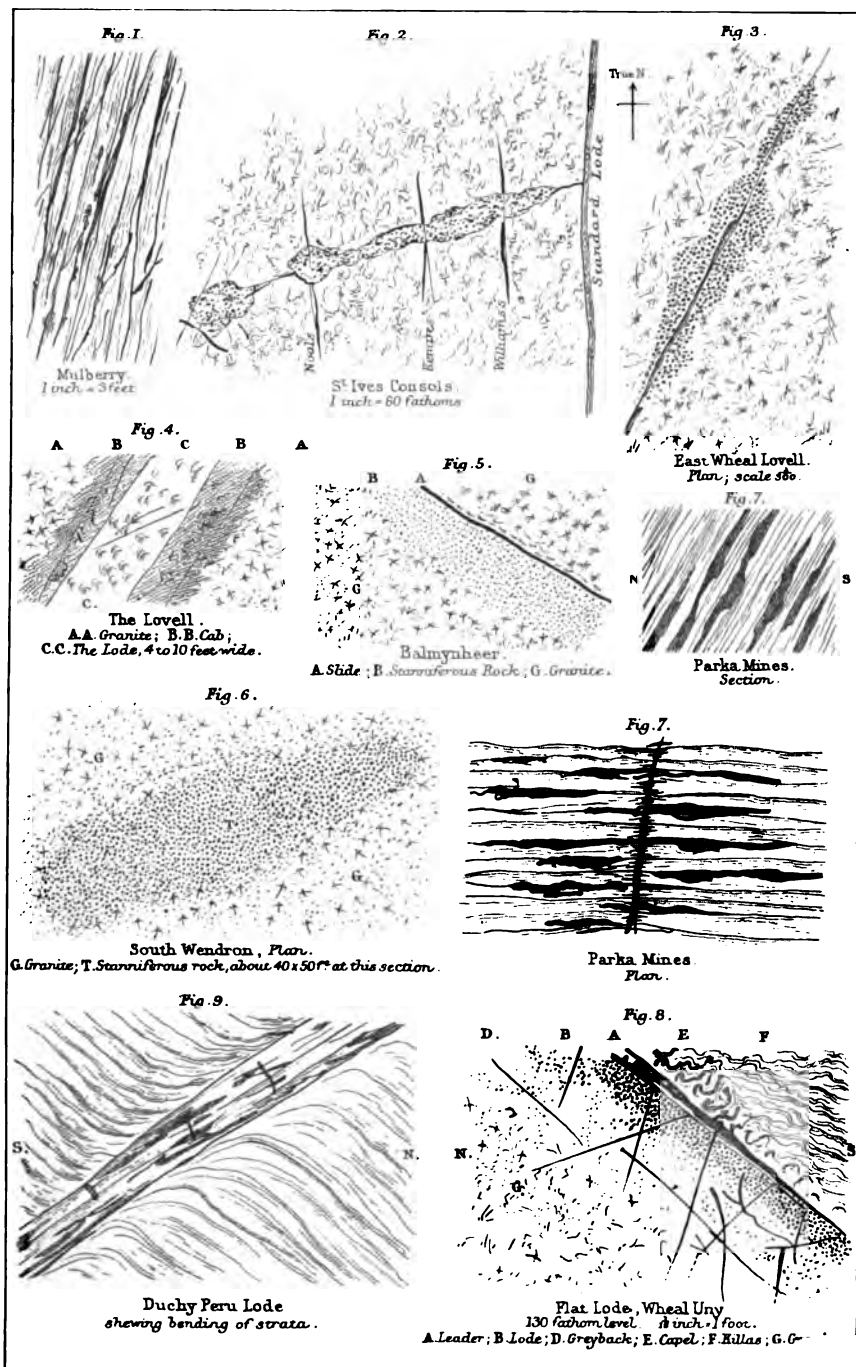 Fig. 1.
Mulberry.
1 inch = 3 feet
Fig. 2.
Noals
Kemps
Williams's
Standard Lode
St Ives Consols.
1 inch = 60 fathoms
Fig. 3.
True N.
East Wheal Lovell.
Plan; scale
Fig. 4.
A B C B A
C.
The Lovell.
A.A. Granite; B.B. Cab;
C.C. The Lode, 4 to 10 feet wide.
Fig. 5.
B A G
G
Balmynheer.
A. Slide; B. Stanniferous Rock; G. Granite.
Fig. 7.
N S
Parka Mines.
Section.
Fig. 6.
G
G
South Wendron, Plan.
G. Granite; T. Stanniferous rock, about 40 x 50 ft at this section.
Fig. 7.
Parka Mines
Plan.
Fig. 9.
S. N.
Duchy Peru Lode
shewing bending of strata.
Fig. 8.
D. B A E F
N. S
G
Flat Lode, Wheal Uny
130 fathom level inch = 1 foot.
A. Leader; B. Lode; D. Greyback; E. Capel; F. Killas; G. G